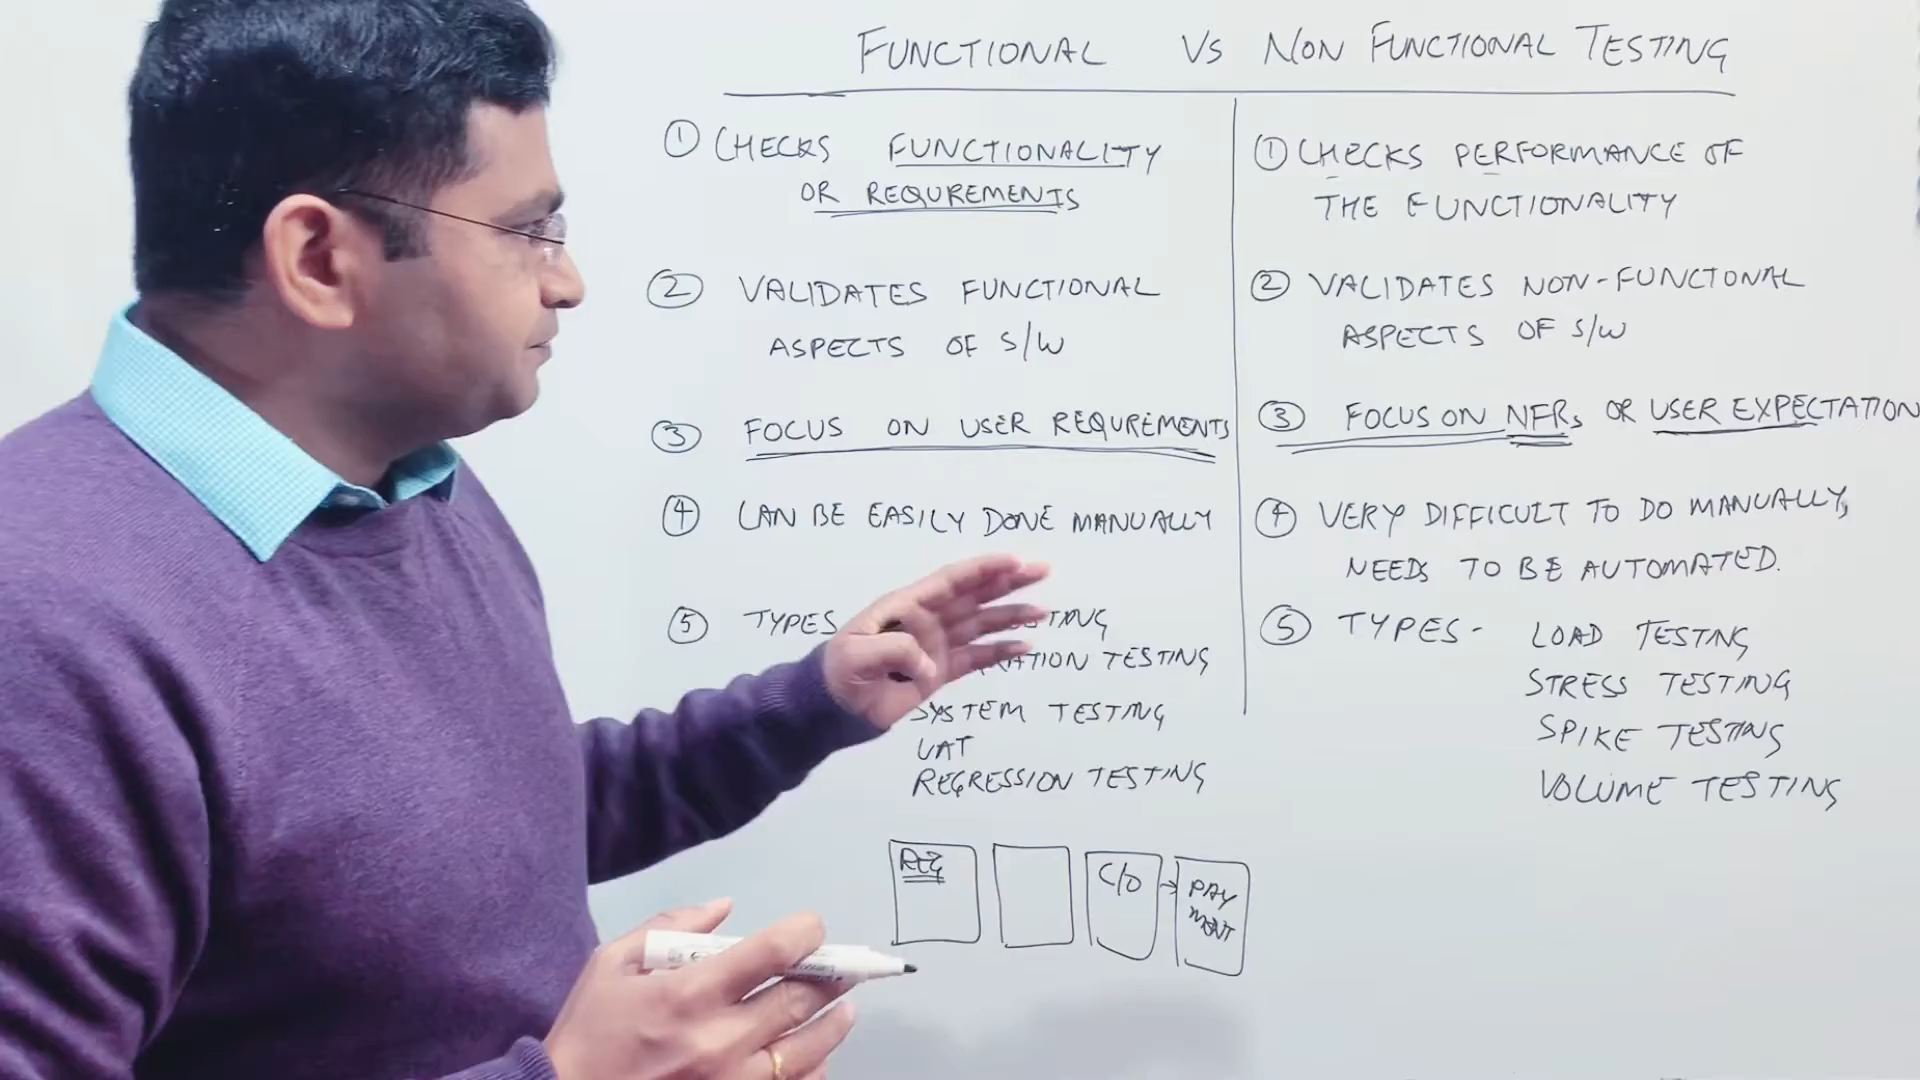 FUNCTIONAL VS NON FUNCTIONAL TESTING
① CHECKS FUNCTIONALITY
OR REQUREMENTS
② VALIDATES FUNCTIONAL
ASPECTS OF S/W
③ FOCUS ON USER REQUREMENTS
④ CAN BE EASILY DONE MANUALLY
⑤ TYPES
TESTING
SYSTEM TESTING
UAT
REGRESSION TESTING
① CHECKS PERFORMANCE OF
THE FUNCTIONALITY
② VALIDATES NON-FUNCTONAL
ASPECTS OF S/W
③ FOCUS ON NFRs OR USER EXPECTATION
④ VERY DIFFICULT TO DO MANUALLY,
NEEDS TO BE AUTOMATED.
⑤ TYPES - LOAD TESTING
STRESS TESTING
SPIKE TESTING
VOLUME TESTING
REG
C/O
PAY
MENT